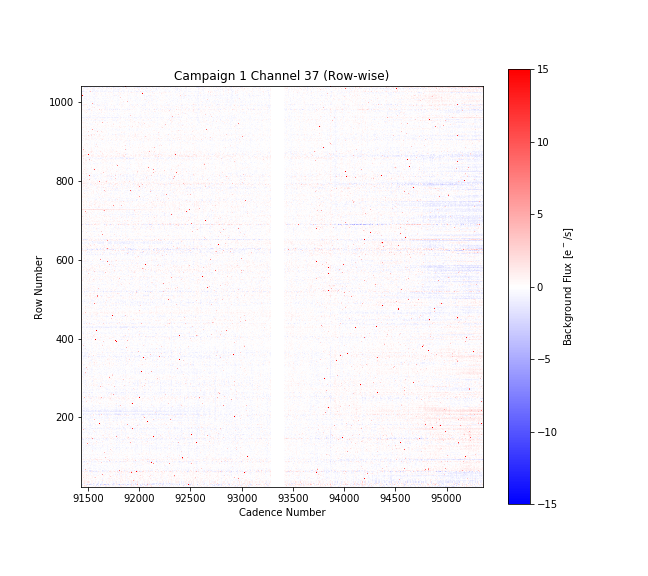 Campaign 1 Channel 37 (Row-wise)
1000
800
600
400
200
Row Number
91500 92000 92500 93000 93500 94000 94500 95000
Cadence Number
15
10
5
0
−5
−10
−15
Background Flux [e⁻/s]